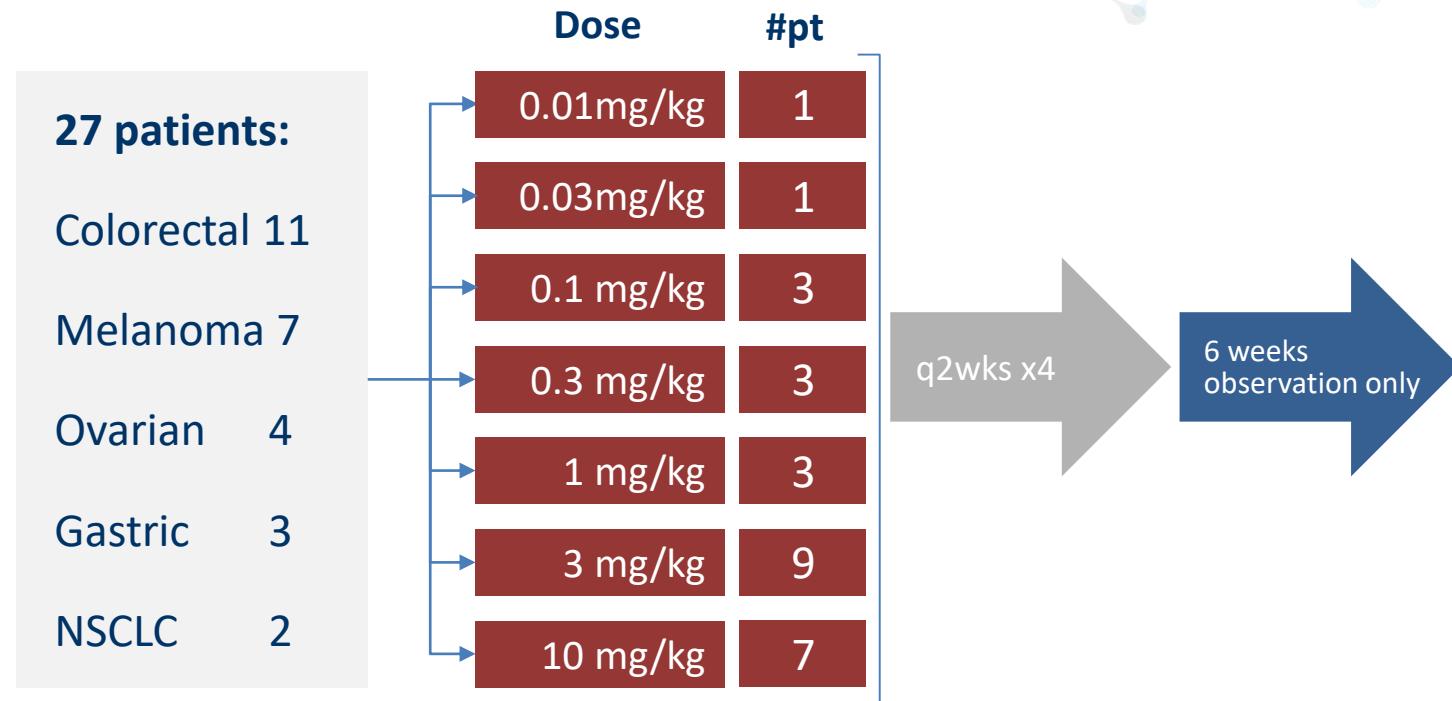 Dose #pt
27 patients:
Colorectal 11
Melanoma 7
Ovarian 4
Gastric 3
NSCLC 2
0.01mg/kg 1
0.03mg/kg 1
0.1 mg/kg 3
0.3 mg/kg 3
1 mg/kg 3
3 mg/kg 9
10 mg/kg 7
q2wks x4
6 weeks
observation only